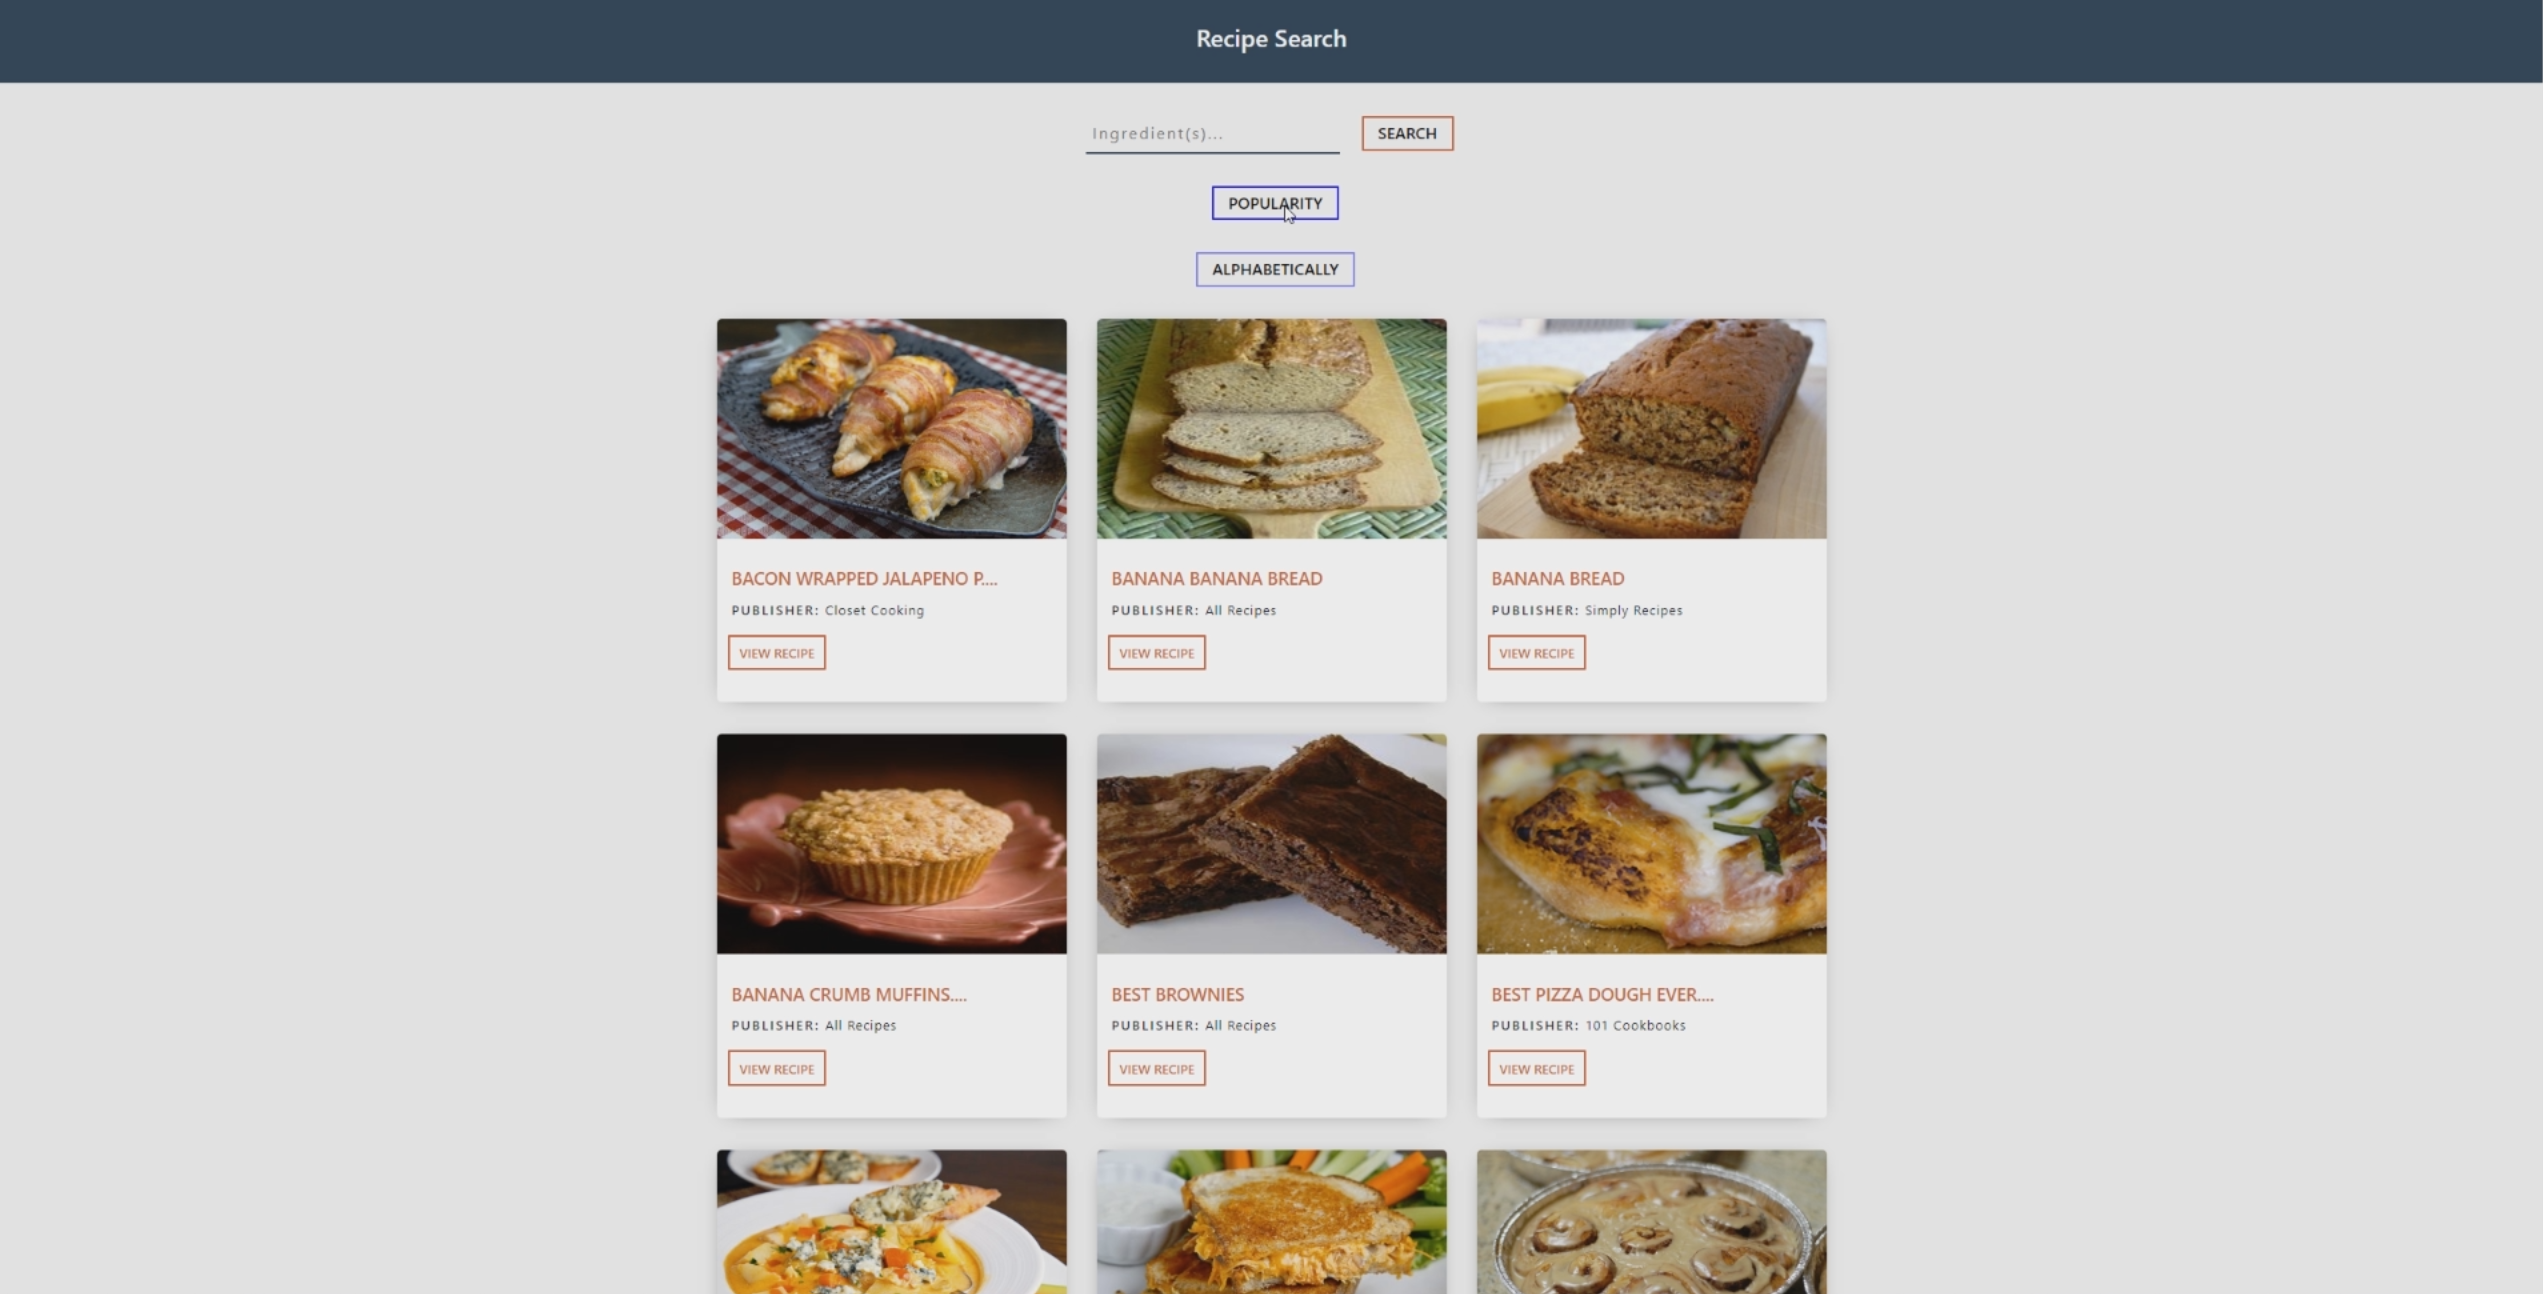 Recipe Search
Ingredient(s)... SEARCH
POPULARITY
ALPHABETICALLY
BACON WRAPPED JALAPENO P....
PUBLISHER: Closet Cooking
VIEW RECIPE
BANANA BANANA BREAD
PUBLISHER: All Recipes
VIEW RECIPE
BANANA BREAD
PUBLISHER: Simply Recipes
VIEW RECIPE
BANANA CRUMB MUFFINS....
PUBLISHER: All Recipes
VIEW RECIPE
BEST BROWNIES
PUBLISHER: All Recipes
VIEW RECIPE
BEST PIZZA DOUGH EVER....
PUBLISHER: 101 Cookbooks
VIEW RECIPE